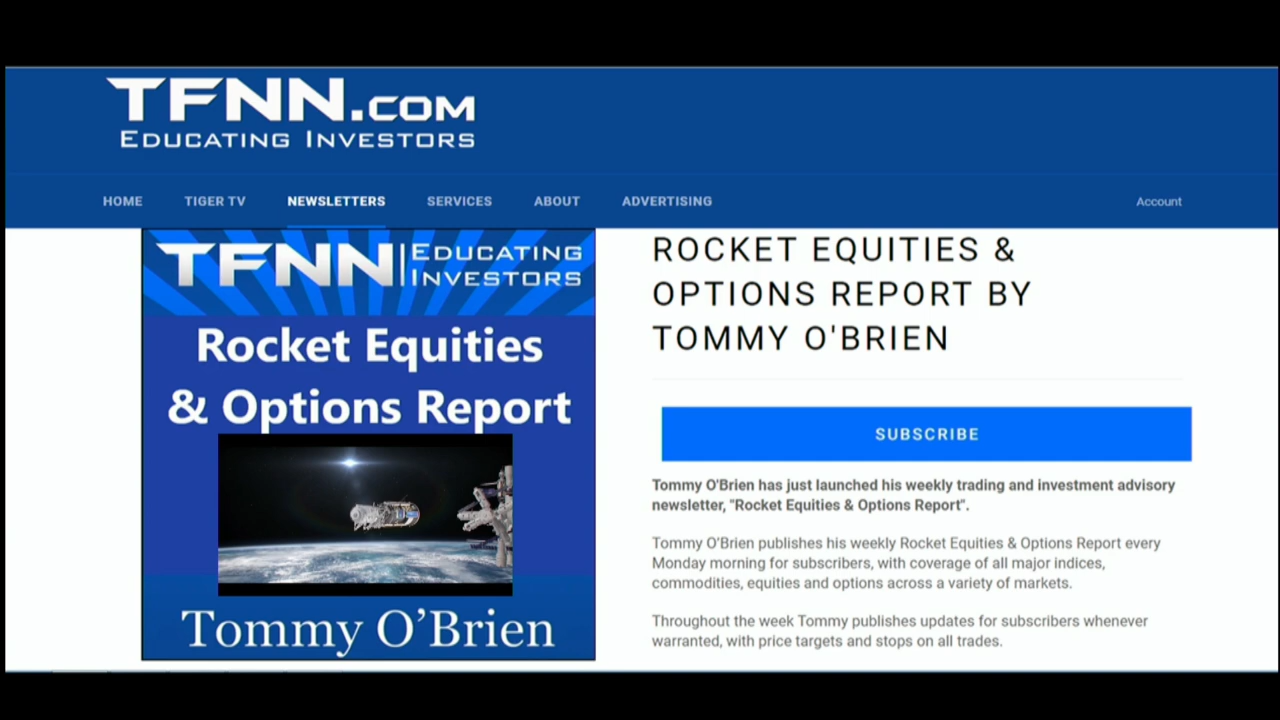 TFNN.COM
EDUCATING INVESTORS
HOME TIGER TV NEWSLETTERS SERVICES ABOUT ADVERTISING Account
TFNN EDUCATING
INVESTORS
Rocket Equities
& Options Report
Tommy O’Brien
ROCKET EQUITIES &
OPTIONS REPORT BY
TOMMY O'BRIEN
SUBSCRIBE
Tommy O'Brien has just launched his weekly trading and investment advisory
newsletter, "Rocket Equities & Options Report".
Tommy O'Brien publishes his weekly Rocket Equities & Options Report every
Monday morning for subscribers, with coverage of all major indices,
commodities, equities and options across a variety of markets.
Throughout the week Tommy publishes updates for subscribers whenever
warranted, with price targets and stops on all trades.